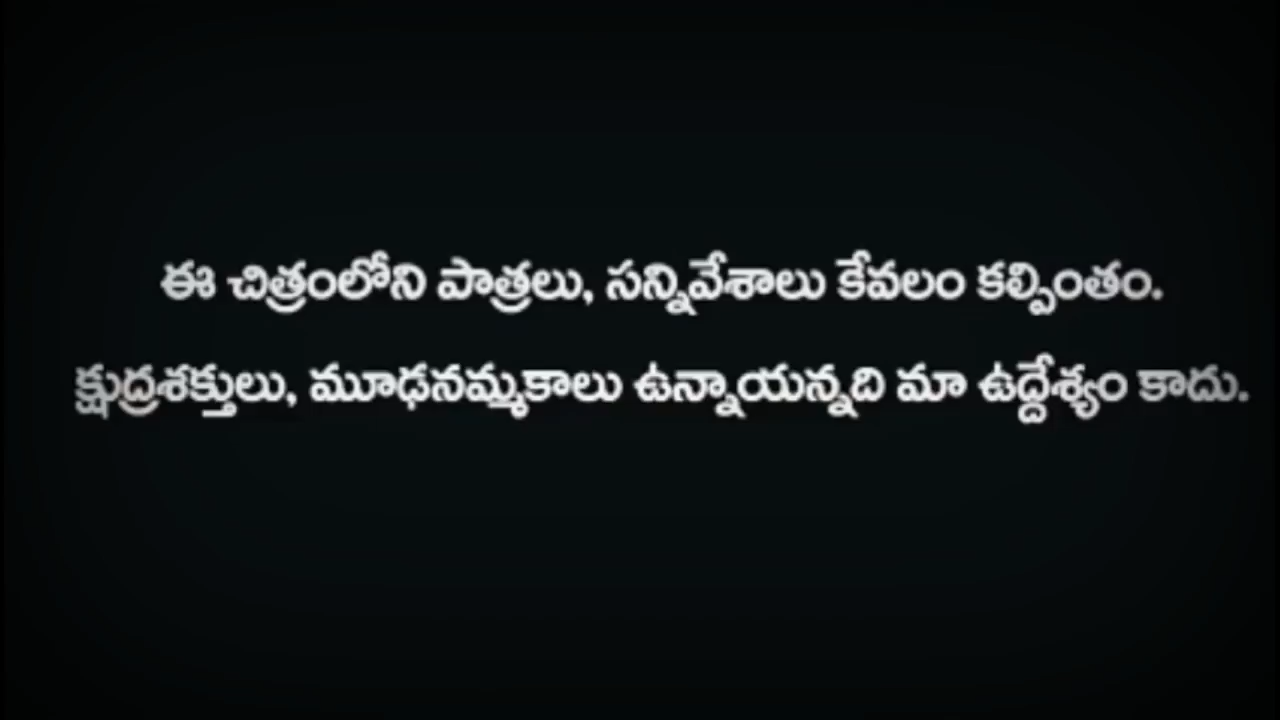 ఈ చిత్రంలోని పాత్రలు, సన్నివేశాలు కేవలం కల్పింతం.
క్షుద్రశక్తులు, మూఢనమ్మకాలు ఉన్నాయన్నది మా ఉద్దేశ్యం కాదు.